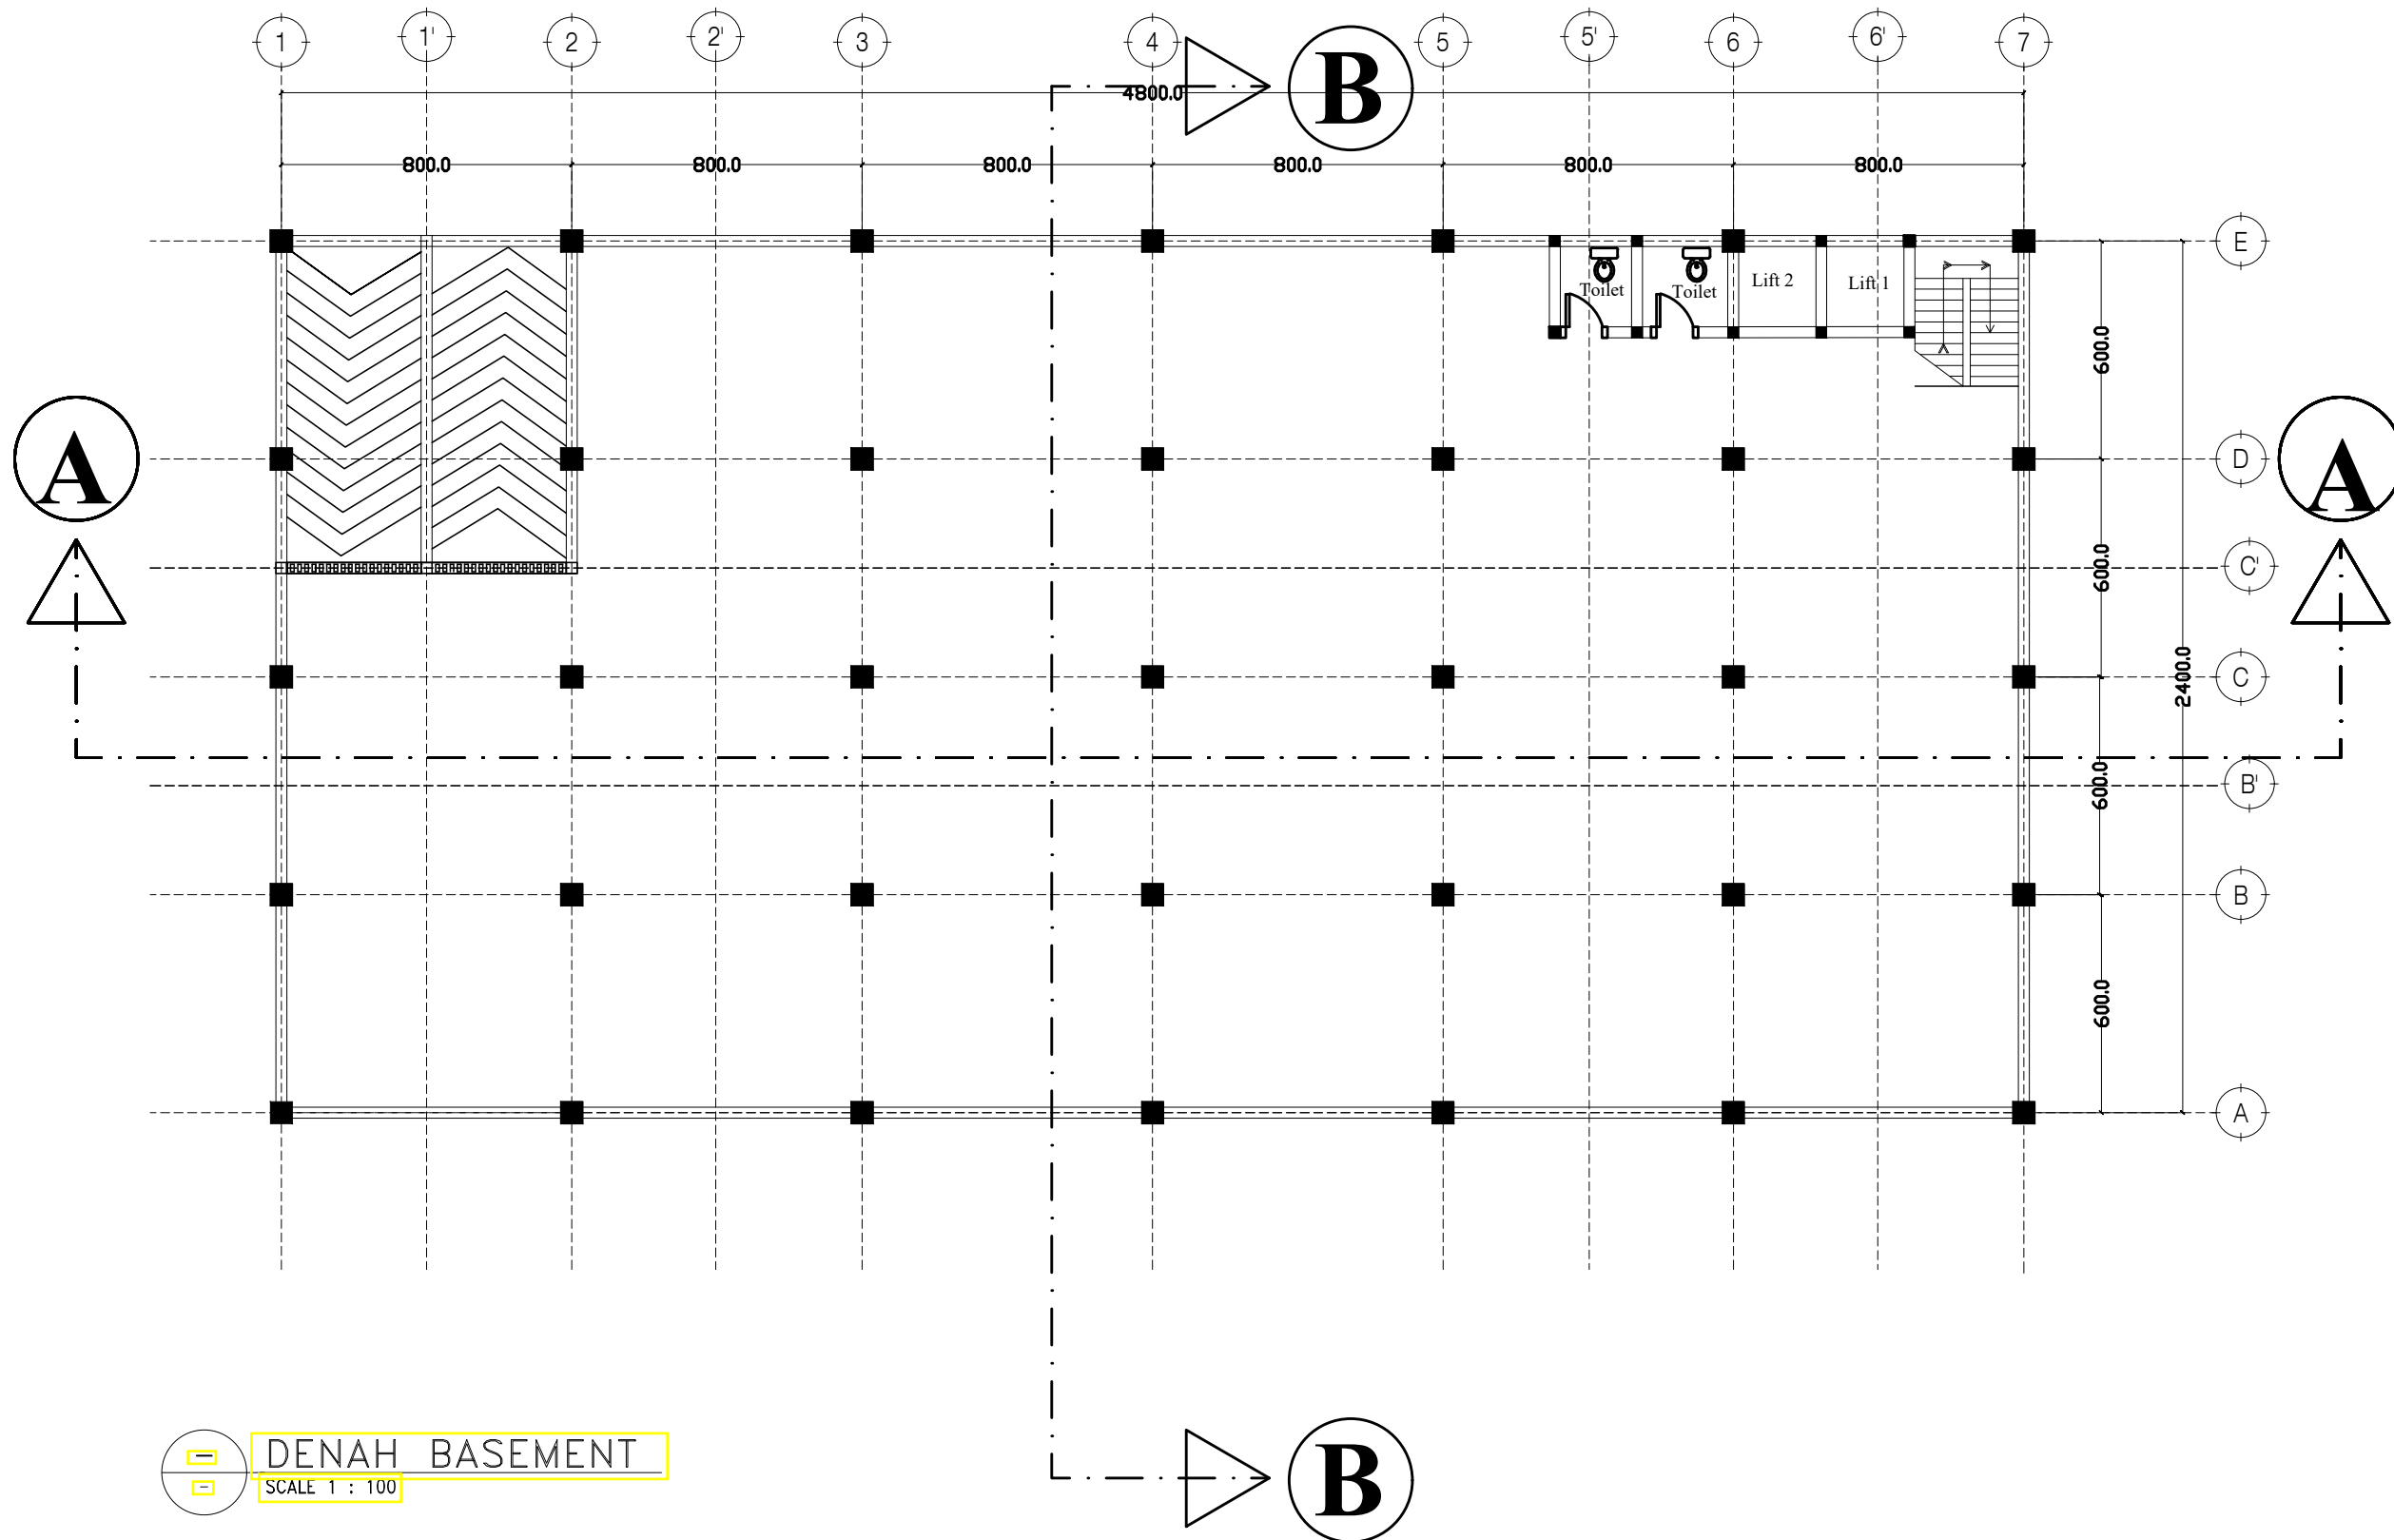 1 1' 2 2' 3 4 5 5' 6 6' 7
B
4800.0
800.0 800.0 800.0 800.0 800.0 800.0
E
Lift 2 Lift 1
Toilet Toilet
600.0
A D A
600.0 C'
2400.0 C
600.0 B'
B
600.0
A
DENAH BASEMENT
SCALE 1 : 100
B